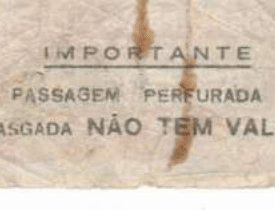 IMPORTANTE
PASSAGEM PERFURADA
ASGADA NÃO TEM VAL